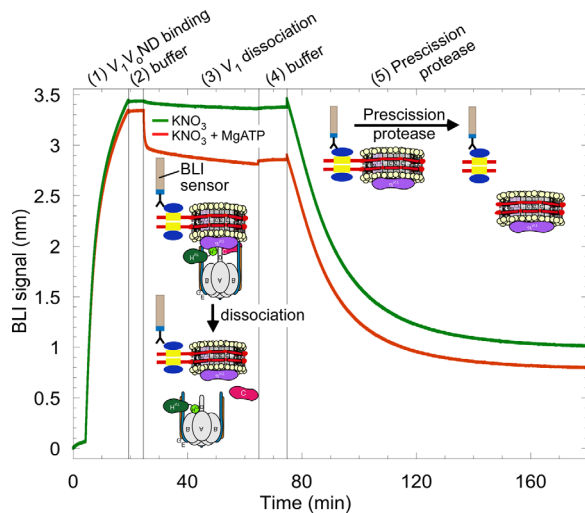 (1) V₁VₒND binding
(2) buffer
(3) V₁ dissociation
(4) buffer
(5) Prescission
protease
3.5
3
2.5
2
1.5
1
0.5
0
BLI signal (nm)
KNO₃
KNO₃ + MgATP
BLI
sensor
Prescission
protease
dissociation
C
B
A
B
0
40
80
120
160
Time (min)